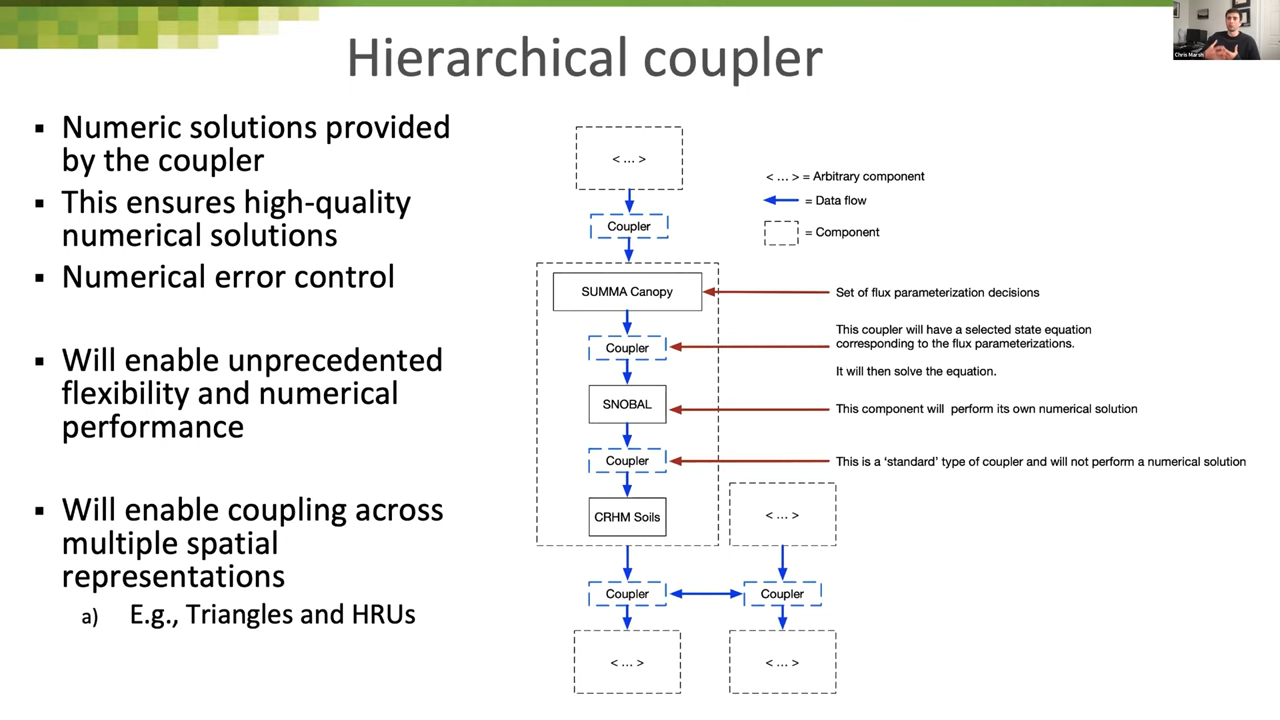 Hierarchical coupler
Chris Marsh
▪ Numeric solutions provided
by the coupler
▪ This ensures high-quality
numerical solutions
▪ Numerical error control
▪ Will enable unprecedented
flexibility and numerical
performance
▪ Will enable coupling across
multiple spatial
representations
a) E.g., Triangles and HRUs
< ... >
Coupler
SUMMA Canopy
Coupler
SNOBAL
Coupler
CRHM Soils
Coupler
< ... >
< ... >
Coupler
< ... >
< ... > = Arbitrary component
= Data flow
= Component
Set of flux parameterization decisions
This coupler will have a selected state equation
corresponding to the flux parameterizations.
It will then solve the equation.
This component will perform its own numerical solution
This is a ‘standard’ type of coupler and will not perform a numerical solution